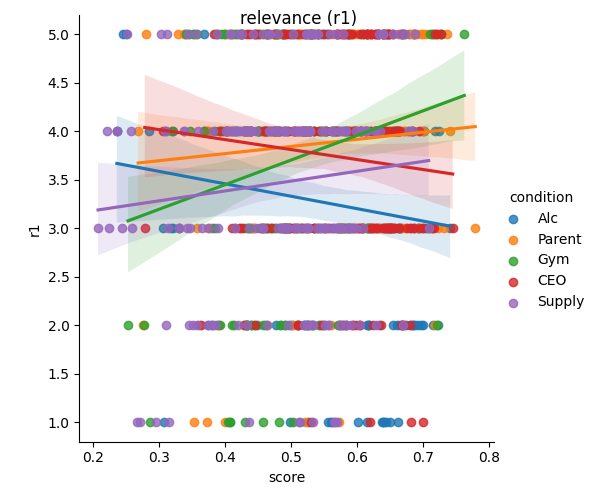 relevance (r1)
5.0
4.5
4.0
3.5
3.0
2.5
2.0
1.5
1.0
r1
0.2 0.3 0.4 0.5 0.6 0.7 0.8
score
condition
Alc
Parent
Gym
CEO
Supply